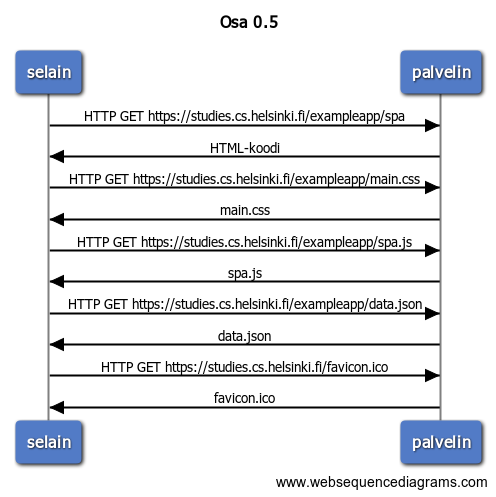 Osa 0.5
selain palvelin
HTTP GET https://studies.cs.helsinki.fi/exampleapp/spa
HTML-koodi
HTTP GET https://studies.cs.helsinki.fi/exampleapp/main.css
main.css
HTTP GET https://studies.cs.helsinki.fi/exampleapp/spa.js
spa.js
HTTP GET https://studies.cs.helsinki.fi/exampleapp/data.json
data.json
HTTP GET https://studies.cs.helsinki.fi/favicon.ico
favicon.ico
selain palvelin
www.websequencediagrams.com